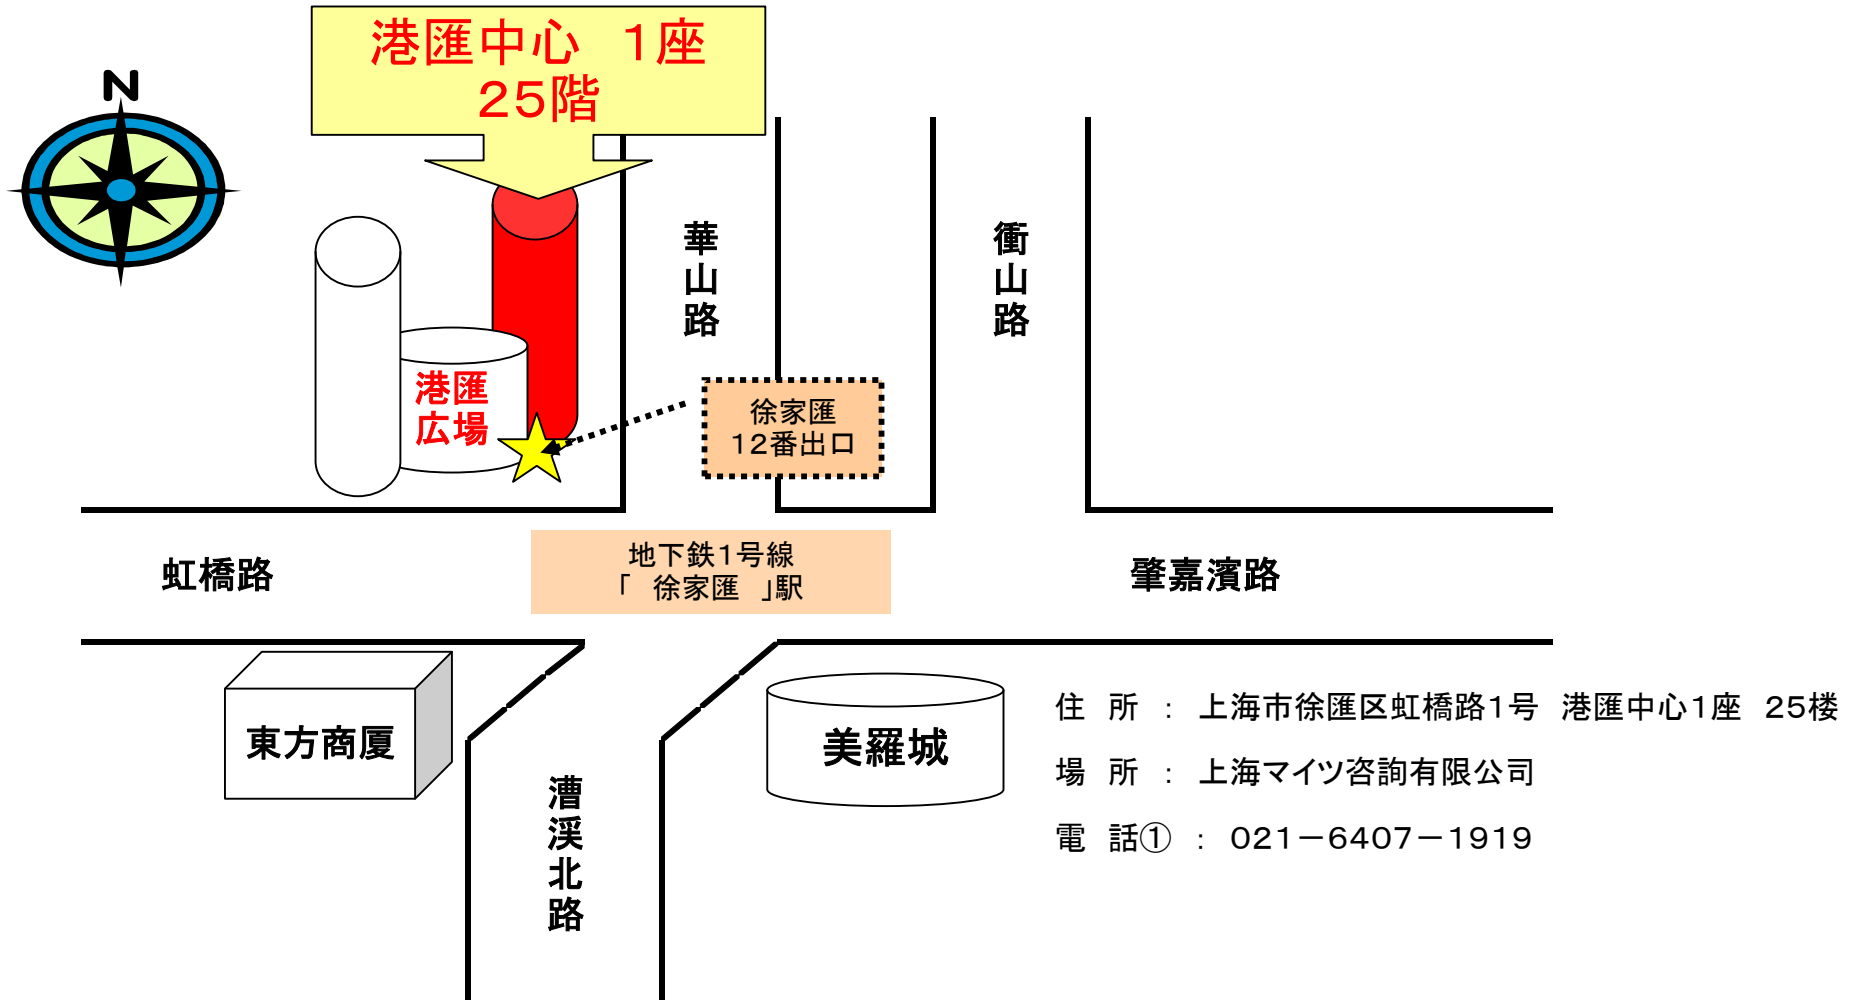 港匯中心　1座
25階
N
華山路
衝山路
港匯
広場
徐家匯
12番出口
地下鉄1号線
「　徐家匯　」駅
虹橋路
肇嘉濱路
東方商厦
美羅城
漕渓北路
住　所　：　上海市徐匯区虹橋路1号　港匯中心1座　25楼
場　所　：　上海マイツ咨詢有限公司
電　話①　：　021－6407－1919